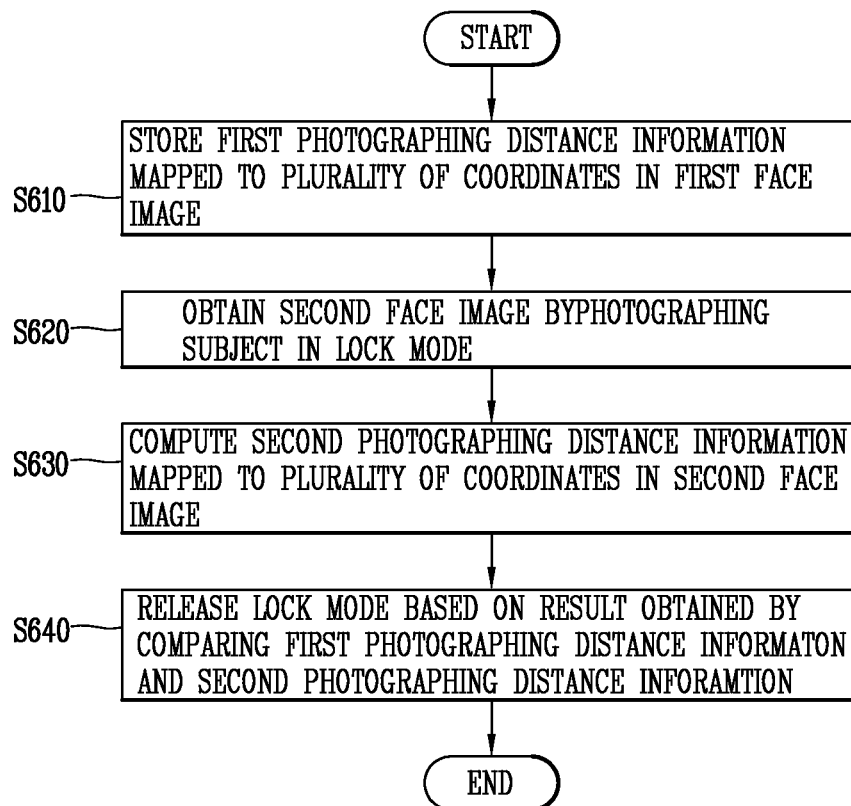 START
STORE FIRST PHOTOGRAPHING DISTANCE INFORMATION
MAPPED TO PLURALITY OF COORDINATES IN FIRST FACE
IMAGE
S610
OBTAIN SECOND FACE IMAGE BYPHOTOGRAPHING
SUBJECT IN LOCK MODE
S620
COMPUTE SECOND PHOTOGRAPHING DISTANCE INFORMATION
MAPPED TO PLURALITY OF COORDINATES IN SECOND FACE
IMAGE
S630
RELEASE LOCK MODE BASED ON RESULT OBTAINED BY
COMPARING FIRST PHOTOGRAPHING DISTANCE INFORMATON
AND SECOND PHOTOGRAPHING DISTANCE INFORAMTION
S640
END